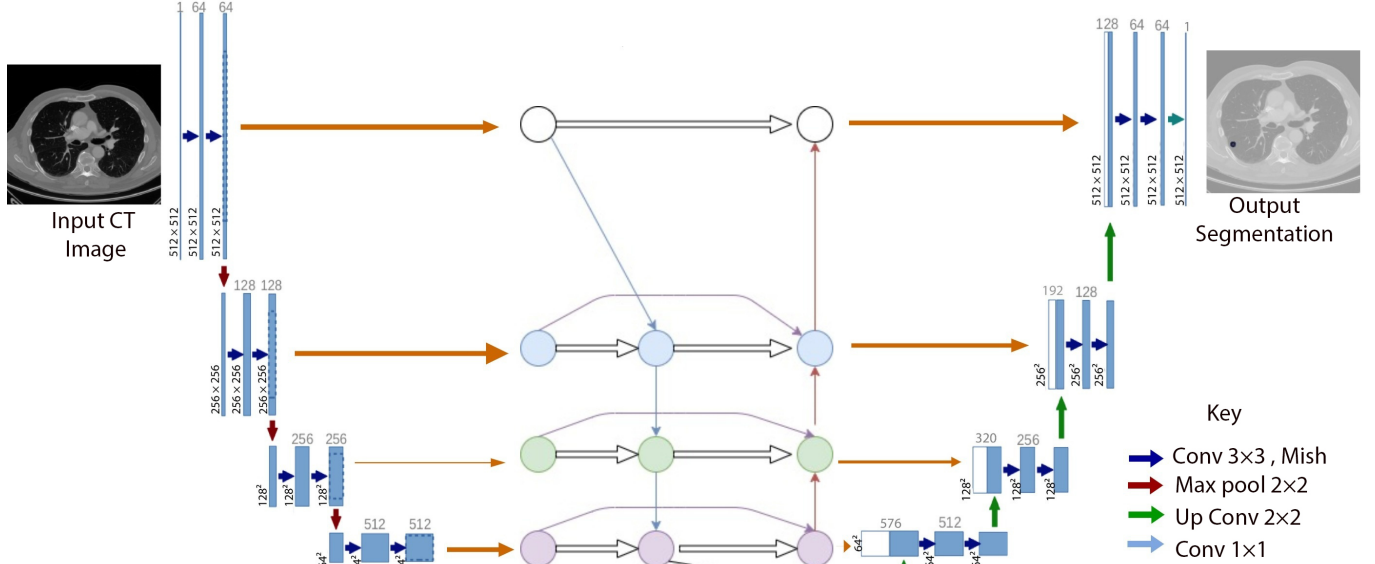 1 64 64
512×512
512×512
512×512
Input CT
Image
128 128
256×256
256×256
256×256
256 256
128²
128²
128²
512 512
64²
4²
4²
128 64 64 1
512×512
512×512
512×512
512×512
Output
Segmentation
192 128
256²
256²
256²
320 256
128²
128²
128²
576 512
64²
64²
64²
Key
Conv 3×3 , Mish
Max pool 2×2
Up Conv 2×2
Conv 1×1